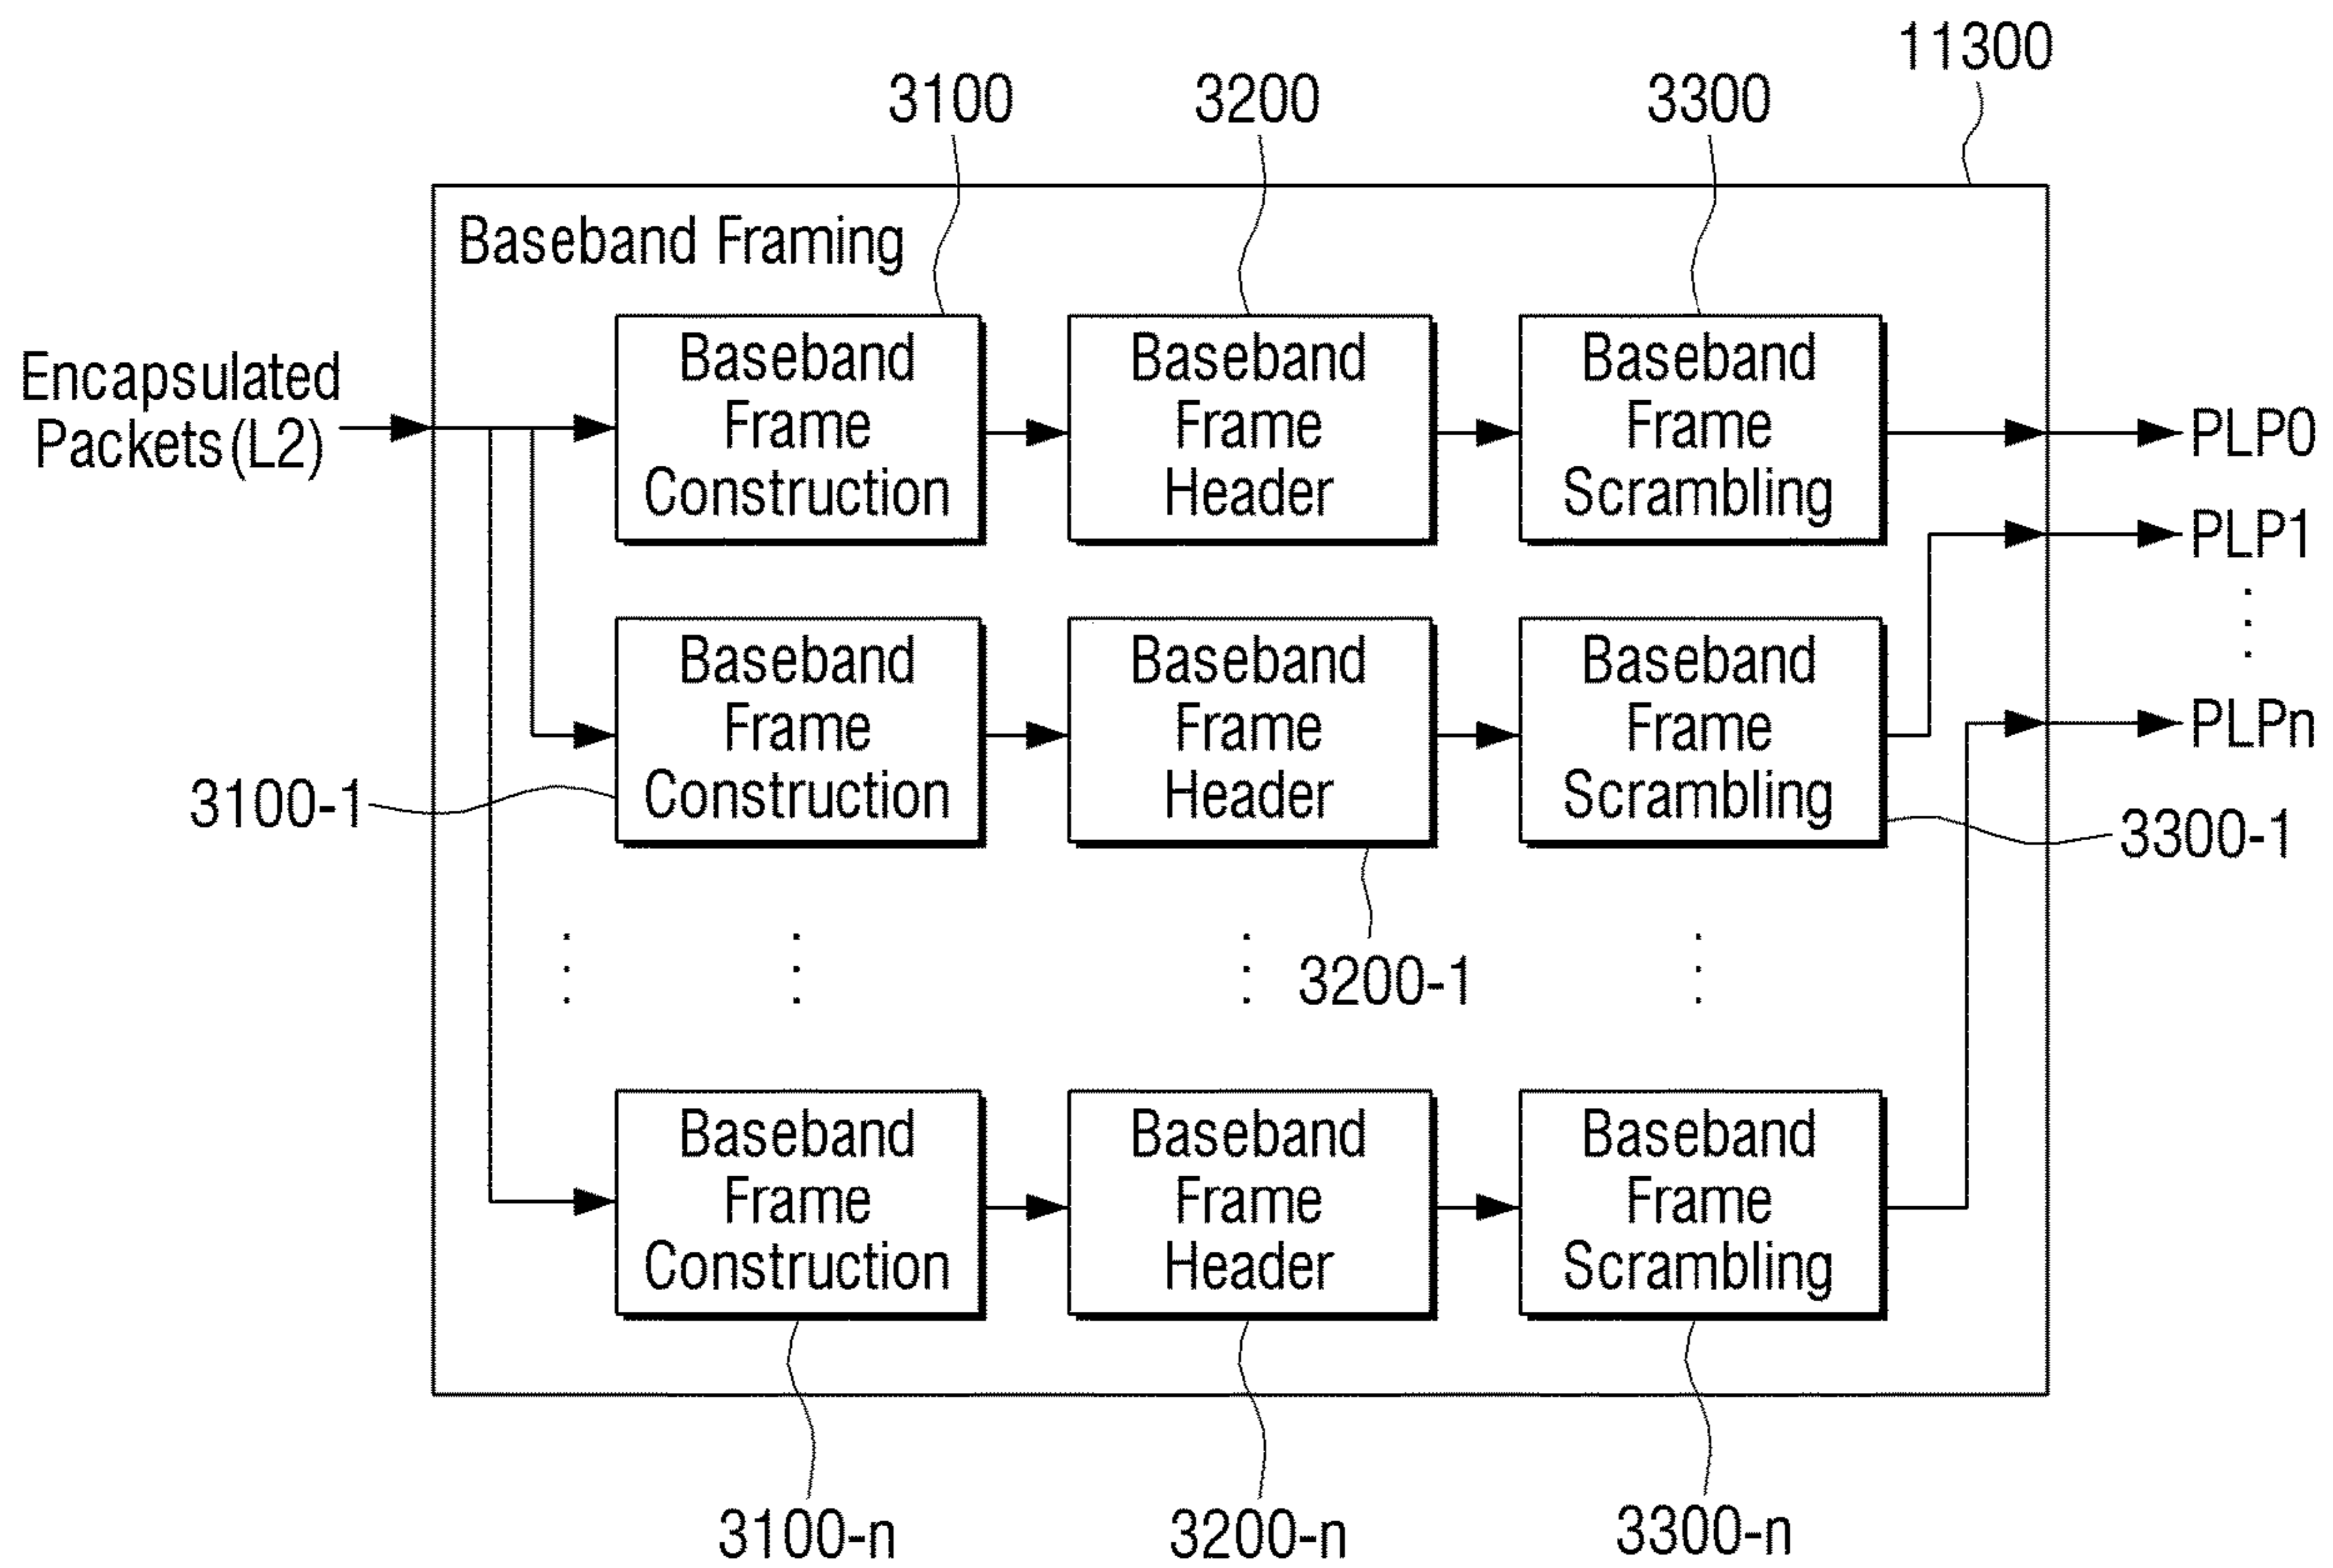 11300
3100
3200
3300
Baseband Framing
Encapsulated
Packets(L2)
Baseband
Frame
Construction
Baseband
Frame
Header
Baseband
Frame
Scrambling
PLP0
PLP1
PLPn
Baseband
Frame
Construction
Baseband
Frame
Header
Baseband
Frame
Scrambling
3100-1
3300-1
3200-1
Baseband
Frame
Construction
Baseband
Frame
Header
Baseband
Frame
Scrambling
3100-n
3200-n
3300-n